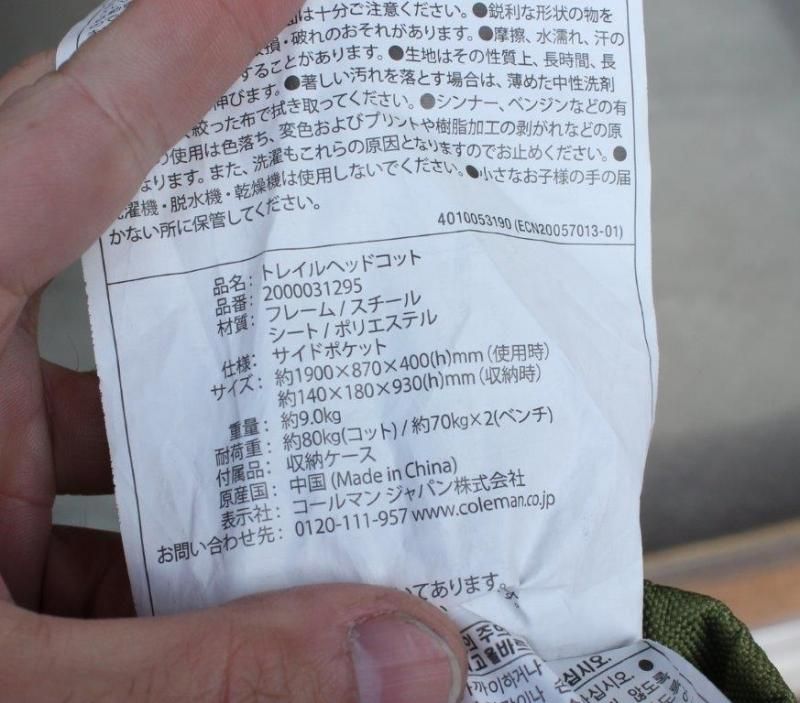 面は十分ご注意ください。●鋭利な形状の物を
損・破れのおそれがあります。●摩擦、水濡れ、汗の
することがあります。●生地はその性質上、長時間、長
伸びます。●著しい汚れを落とす場合は、薄めた中性洗剤
絞った布で拭き取ってください。●シンナー、ベンジンなどの有
使用は色落ち、変色およびプリントや樹脂加工の剥がれなどの原
なります。また、洗濯もこれらの原因となりますのでお止めください。●
洗濯機・脱水機・乾燥機は使用しないでください。●小さなお子様の手の届
かない所に保管してください。
4010053190 (ECN20057013-01)
品名: トレイルヘッドコット
品番: 2000031295
材質: フレーム / スチール
シート / ポリエステル
仕様: サイドポケット
サイズ: 約1900×870×400(h)mm (使用時)
約140×180×930(h)mm (収納時)
重量: 約9.0kg
耐荷重: 約80kg(コット) / 約70kg×2(ベンチ)
付属品: 収納ケース
原産国: 中国 (Made in China)
表示社: コールマン ジャパン株式会社
お問い合わせ先: 0120-111-957 www.coleman.co.jp
いてあります。
주의
십시오.
하거나